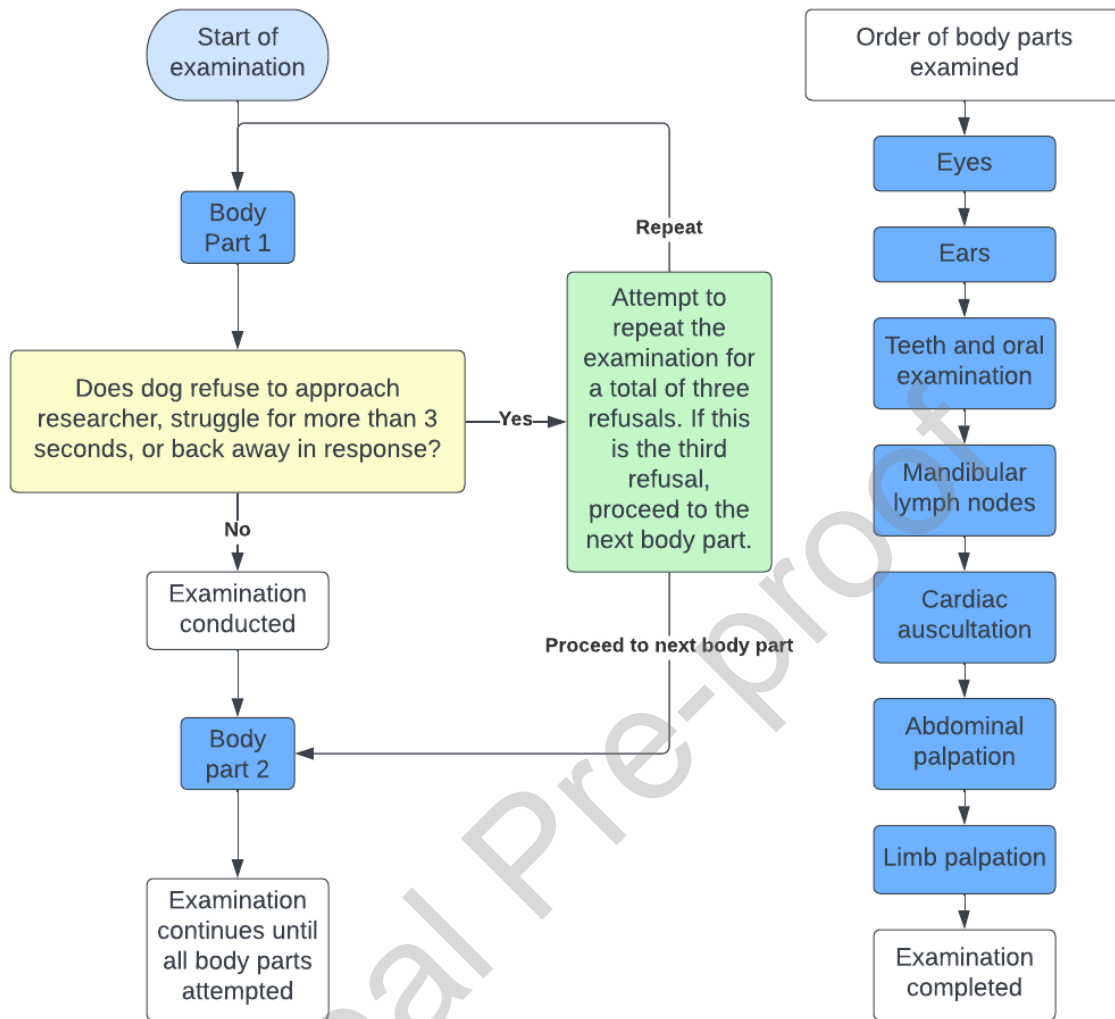 Start of
examination
Body
Part 1
Does dog refuse to approach
researcher, struggle for more than 3
seconds, or back away in response?
Yes
Repeat
Attempt to
repeat the
examination for
a total of three
refusals. If this
is the third
refusal,
proceed to the
next body part.
No
Examination
conducted
Proceed to next body part
Body
part 2
Examination
continues until
all body parts
attempted
Order of body parts
examined
Eyes
Ears
Teeth and oral
examination
Mandibular
lymph nodes
Cardiac
auscultation
Abdominal
palpation
Limb palpation
Examination
completed
Pre-proof